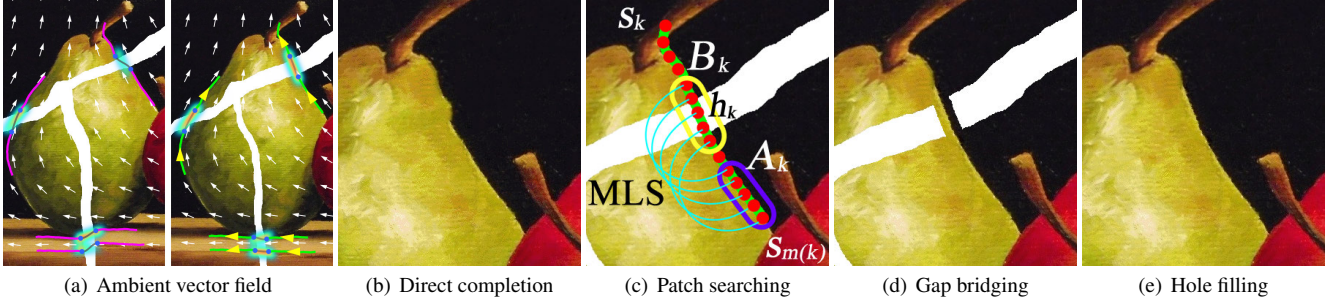 s_k
B_k
h_k
A_k
MLS
s_m(k)
(a) Ambient vector field
(b) Direct completion
(c) Patch searching
(d) Gap bridging
(e) Hole filling